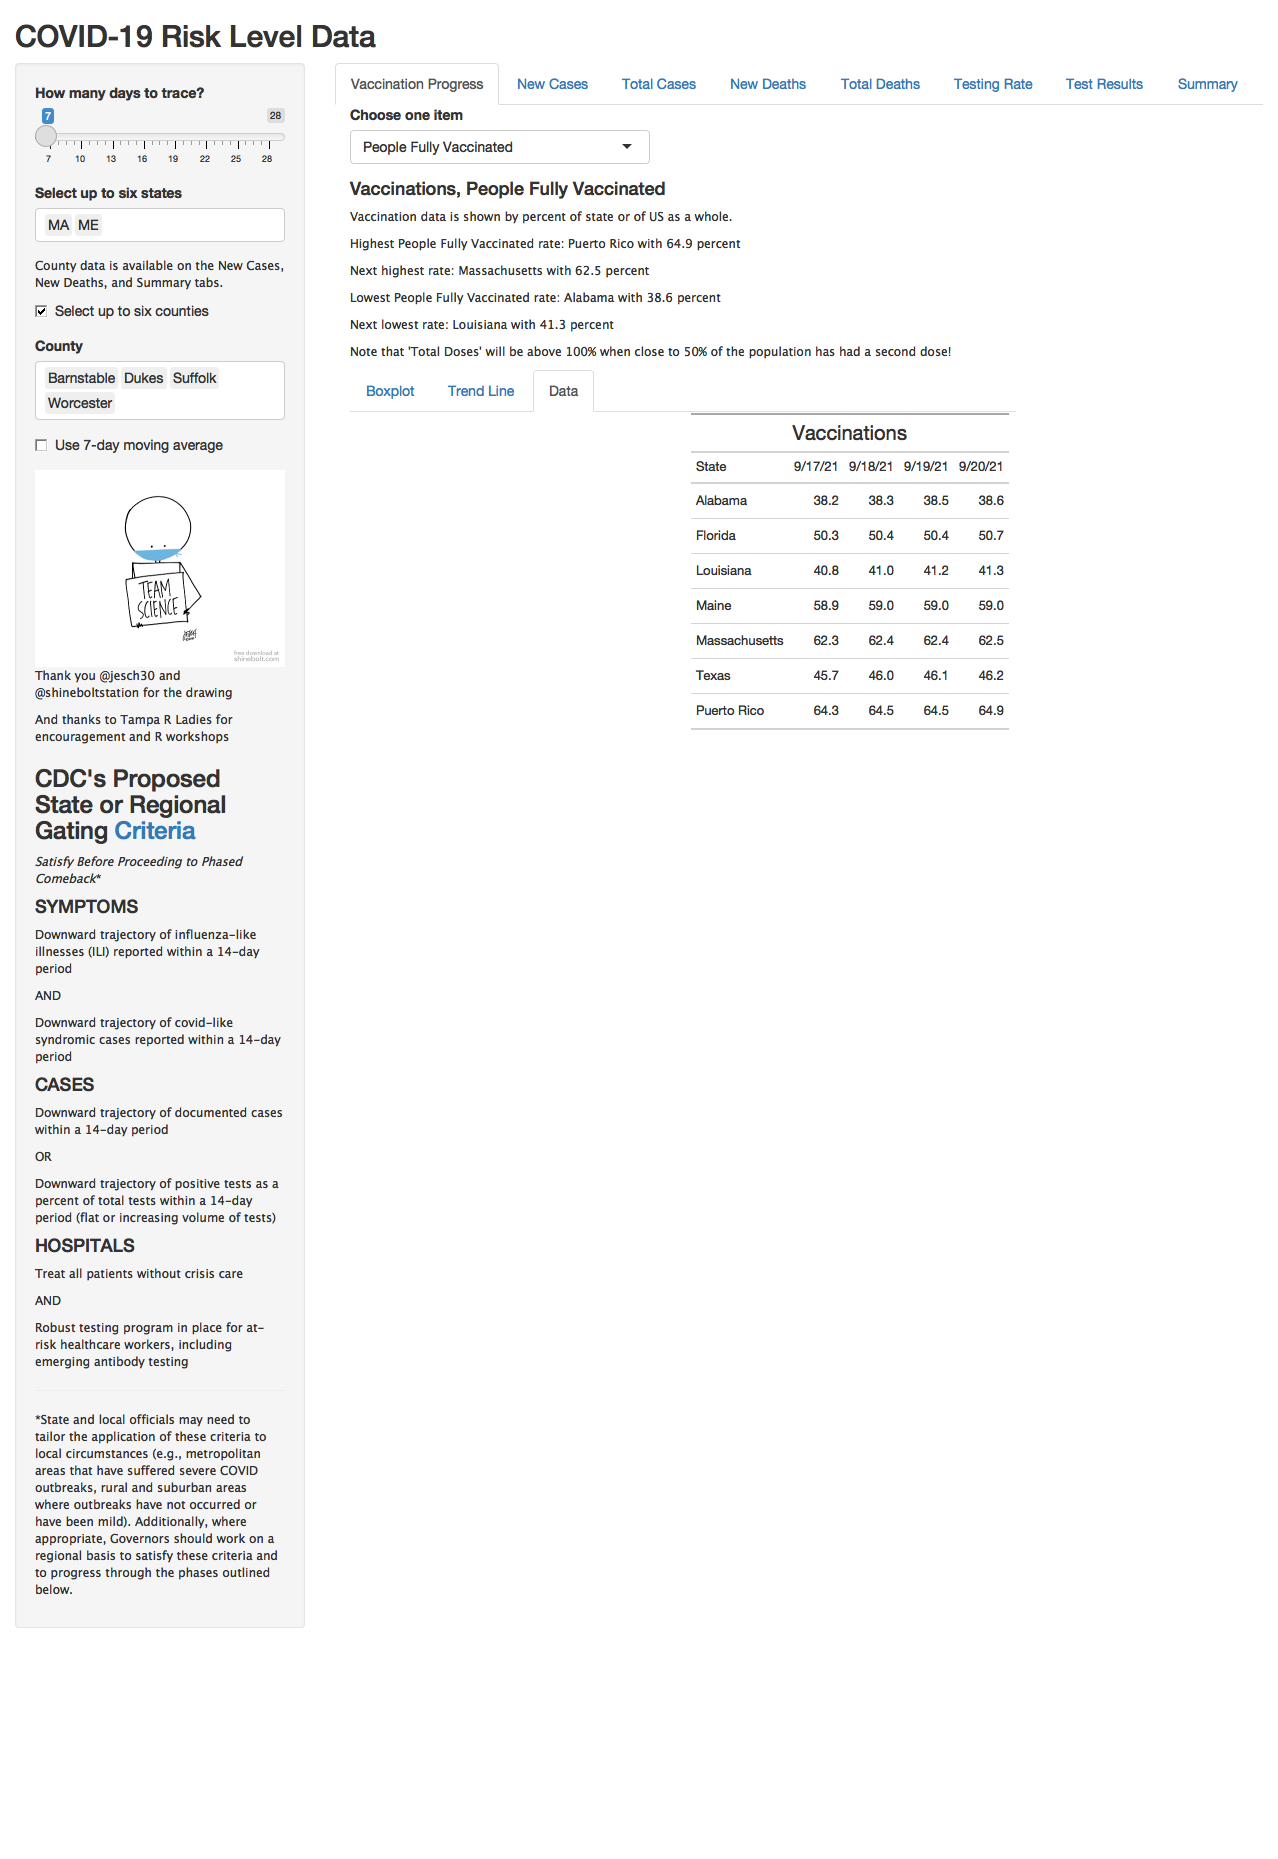 COVID-19 Risk Level Data
How many days to trace?
7 28
7 10 13 16 19 22 25 28
Select up to six states
MA ME
County data is available on the New Cases,
New Deaths, and Summary tabs.
Select up to six counties
County
Barnstable Dukes Suffolk
Worcester
Use 7-day moving average
TEAM
SCIENCE
free download at
shinebolt.com
Thank you @jesch30 and
@shineboltstation for the drawing
And thanks to Tampa R Ladies for
encouragement and R workshops
CDC's Proposed
State or Regional
Gating Criteria
Satisfy Before Proceeding to Phased
Comeback*
SYMPTOMS
Downward trajectory of influenza-like
illnesses (ILI) reported within a 14-day
period
AND
Downward trajectory of covid-like
syndromic cases reported within a 14-day
period
CASES
Downward trajectory of documented cases
within a 14-day period
OR
Downward trajectory of positive tests as a
percent of total tests within a 14-day
period (flat or increasing volume of tests)
HOSPITALS
Treat all patients without crisis care
AND
Robust testing program in place for at-
risk healthcare workers, including
emerging antibody testing
*State and local officials may need to
tailor the application of these criteria to
local circumstances (e.g., metropolitan
areas that have suffered severe COVID
outbreaks, rural and suburban areas
where outbreaks have not occurred or
have been mild). Additionally, where
appropriate, Governors should work on a
regional basis to satisfy these criteria and
to progress through the phases outlined
below.
Vaccination Progress New Cases Total Cases New Deaths Total Deaths Testing Rate Test Results Summary
Choose one item
People Fully Vaccinated
Vaccinations, People Fully Vaccinated
Vaccination data is shown by percent of state or of US as a whole.
Highest People Fully Vaccinated rate: Puerto Rico with 64.9 percent
Next highest rate: Massachusetts with 62.5 percent
Lowest People Fully Vaccinated rate: Alabama with 38.6 percent
Next lowest rate: Louisiana with 41.3 percent
Note that 'Total Doses' will be above 100% when close to 50% of the population has had a second dose!
Boxplot Trend Line Data
Vaccinations
State 9/17/21 9/18/21 9/19/21 9/20/21
Alabama 38.2 38.3 38.5 38.6
Florida 50.3 50.4 50.4 50.7
Louisiana 40.8 41.0 41.2 41.3
Maine 58.9 59.0 59.0 59.0
Massachusetts 62.3 62.4 62.4 62.5
Texas 45.7 46.0 46.1 46.2
Puerto Rico 64.3 64.5 64.5 64.9